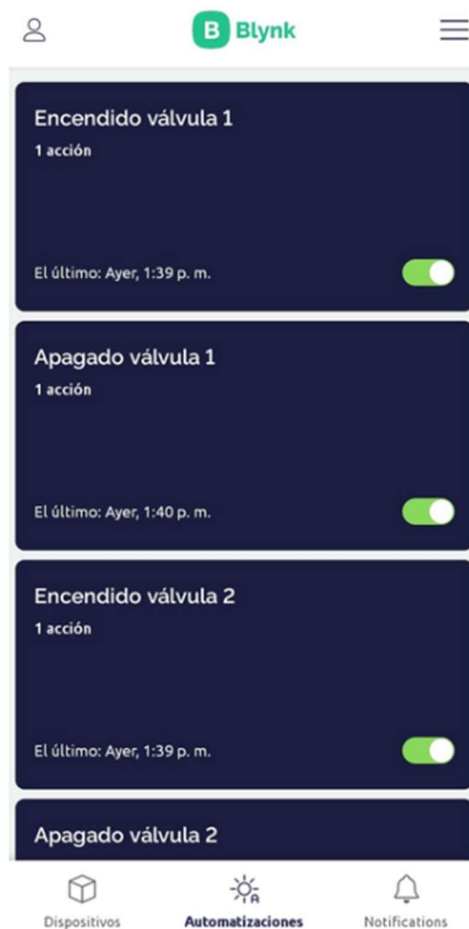 B Blynk
Encendido válvula 1
1 acción
El último: Ayer, 1:39 p. m.
Apagado válvula 1
1 acción
El último: Ayer, 1:40 p. m.
Encendido válvula 2
1 acción
El último: Ayer, 1:39 p. m.
Apagado válvula 2
A
Dispositivos
Automatizaciones
Notifications